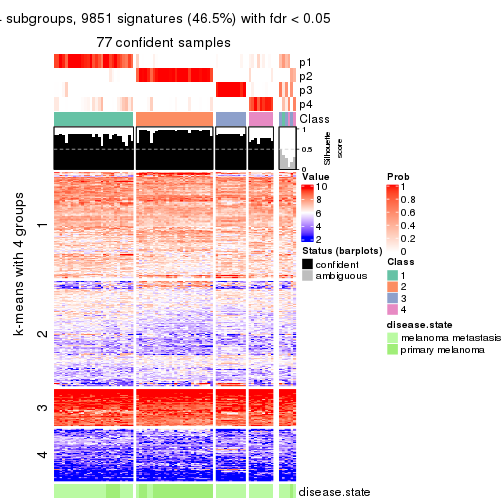 subgroups, 9851 signatures (46.5%) with fdr < 0.05
77 confident samples
p1
p2
p3
p4
Class
1
0.5
0
Silhouette
score
k-means with 4 groups
1
2
3
4
disease.state
Value
10
8
6
4
2
Status (barplots)
confident
ambiguous
Prob
1
0.8
0.6
0.4
0.2
0
Class
1
2
3
4
disease.state
melanoma metastasis
primary melanoma